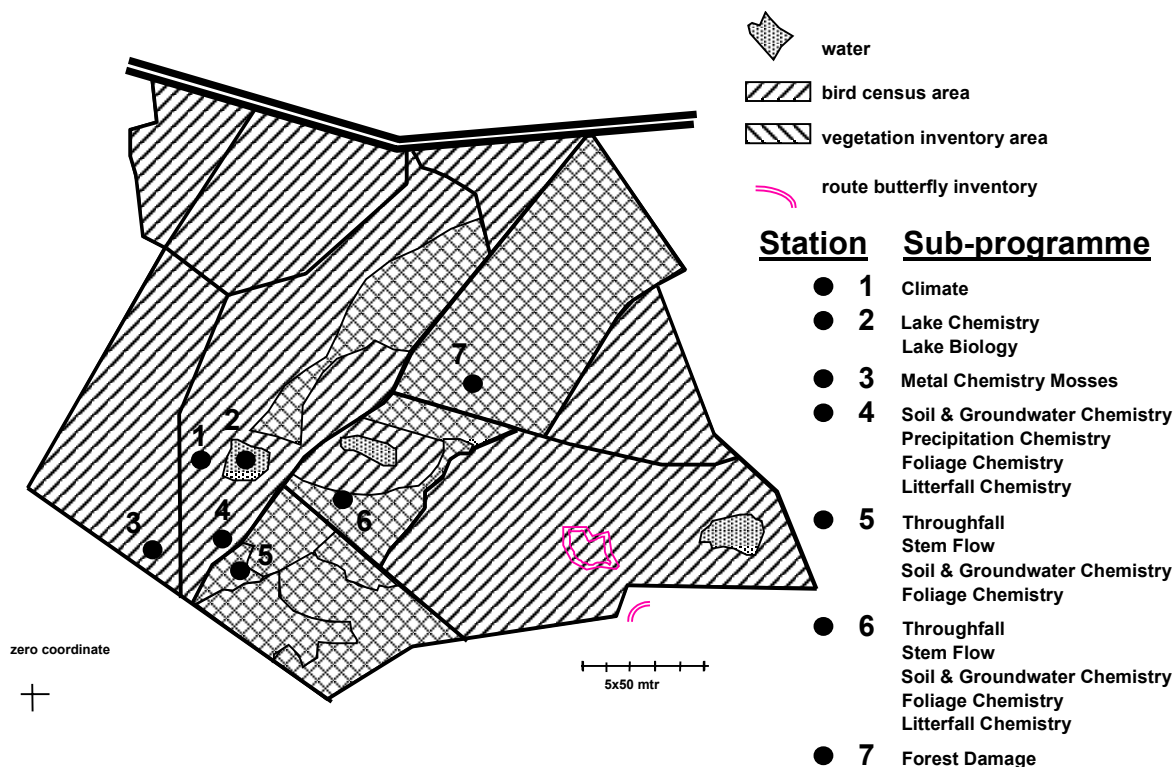 water
bird census area
vegetation inventory area
route butterfly inventory
Station Sub-programme
1 Climate
2 Lake Chemistry
Lake Biology
3 Metal Chemistry Mosses
4 Soil & Groundwater Chemistry
Precipitation Chemistry
Foliage Chemistry
Litterfall Chemistry
5 Throughfall
Stem Flow
Soil & Groundwater Chemistry
Foliage Chemistry
6 Throughfall
Stem Flow
Soil & Groundwater Chemistry
Foliage Chemistry
Litterfall Chemistry
7 Forest Damage
7
2
1
6
4
3
5
zero coordinate
5x50 mtr